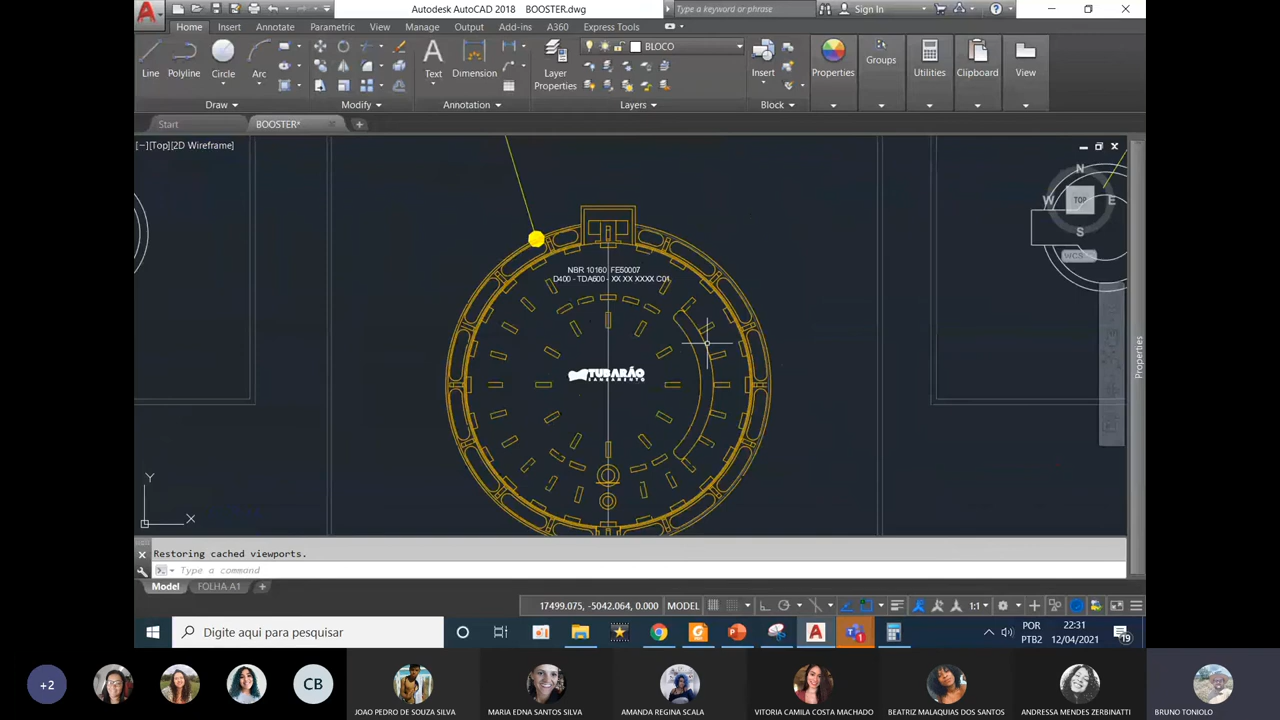 Autodesk AutoCAD 2018 BOOSTER.dwg
Type a keyword or phrase
Sign In
Home Insert Annotate Parametric View Manage Output Add-ins A360 Express Tools
Line Polyline Circle Arc
Text Dimension
Layer Properties
BLOCO
Insert
Properties
Groups
Utilities
Clipboard
View
Draw Modify Annotation Layers Block
Start BOOSTER*
[−][Top][2D Wireframe]
N
W TOP E
S
WCS
NBR 10160 FE50007
D400 - TDA600 - XX XX XXXX C01
TUBARÃO
SANEAMENTO
Properties
Y
X
Restoring cached viewports.
Type a command
Model FOLHA A1
17499.075, -5042.064, 0.000 MODEL 1:1
Digite aqui para pesquisar
POR
PTB2
22:31
12/04/2021
19
+2
CB
JOAO PEDRO DE SOUZA SILVA
MARIA EDNA SANTOS SILVA
AMANDA REGINA SCALA
VITORIA CAMILA COSTA MACHADO
BEATRIZ MALAQUIAS DOS SANTOS
ANDRESSA MENDES ZERBINATTI
BRUNO TONIOLO